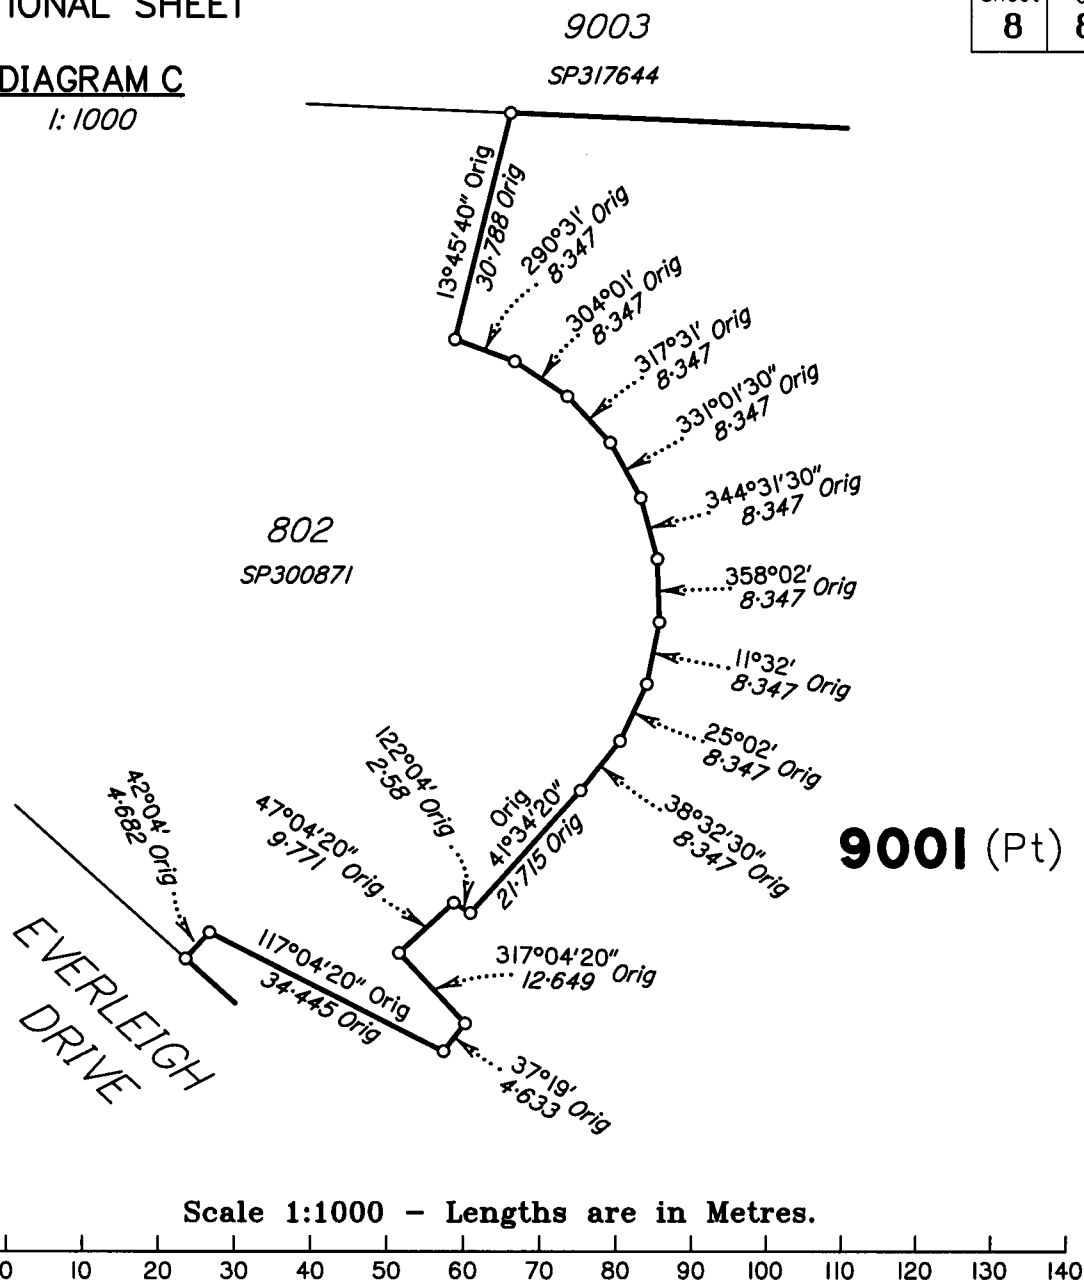 TIONAL SHEET
8
DIAGRAM C
1:1000
9003
SP317644
13°45'40" Orig
30·788 Orig
290°31' Orig
8·347
304°01' Orig
8·347
317°31' Orig
8·347
331°01'30" Orig
8·347
344°31'30" Orig
8·347
358°02' Orig
8·347
11°32' Orig
8·347
25°02' Orig
8·347
38°32'30" Orig
8·347
802
SP300871
9001 (Pt)
Orig
41°34'20"
21·715 Orig
122°04' Orig
2·58
47°04'20" Orig
9·771
42°04' Orig
4·682
317°04'20" Orig
12·649
117°04'20" Orig
34·445 Orig
37°19' Orig
4·633
EVERLEIGH
DRIVE
Scale 1:1000 – Lengths are in Metres.
0 10 20 30 40 50 60 70 80 90 100 110 120 130 140